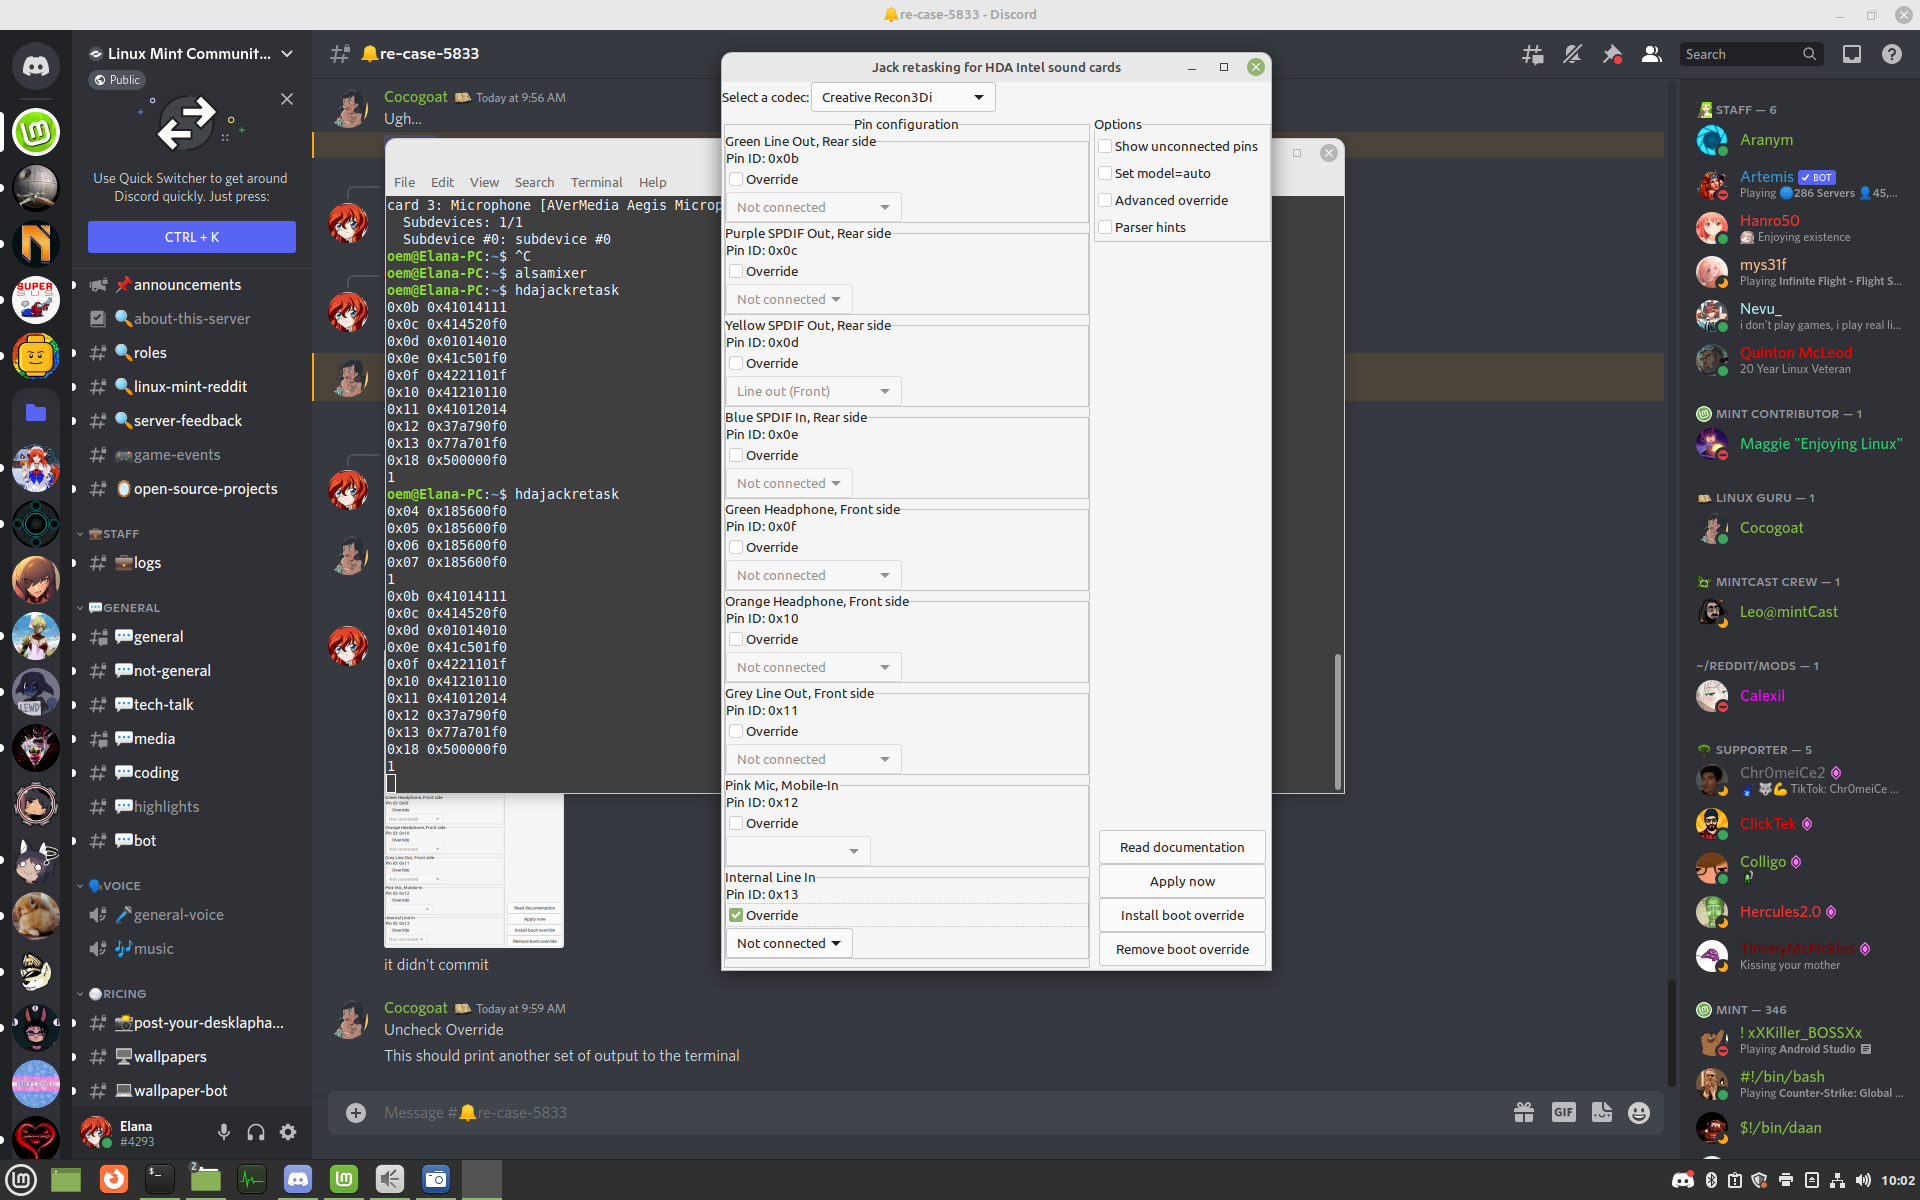 re-case-5833 - Discord
Linux Mint Communit...
Public
Use Quick Switcher to get around
Discord quickly. Just press:
CTRL + K
announcements
about-this-server
roles
linux-mint-reddit
server-feedback
game-events
open-source-projects
STAFF
logs
GENERAL
general
not-general
tech-talk
media
coding
highlights
bot
VOICE
general-voice
music
RICING
post-your-desklapha...
wallpapers
wallpaper-bot
Elana
#4293
re-case-5833
Search
Cocogoat Today at 9:56 AM
Ugh...
File Edit View Search Terminal Help
card 3: Microphone [AVerMedia Aegis Microp
Subdevices: 1/1
Subdevice #0: subdevice #0
oem@Elana-PC:~$ ^C
oem@Elana-PC:~$ alsamixer
oem@Elana-PC:~$ hdajackretask
0x0b 0x41014111
0x0c 0x414520f0
0x0d 0x01014010
0x0e 0x41c501f0
0x0f 0x4221101f
0x10 0x41210110
0x11 0x41012014
0x12 0x37a790f0
0x13 0x77a701f0
0x18 0x500000f0
1
oem@Elana-PC:~$ hdajackretask
0x04 0x185600f0
0x05 0x185600f0
0x06 0x185600f0
0x07 0x185600f0
1
0x0b 0x41014111
0x0c 0x414520f0
0x0d 0x01014010
0x0e 0x41c501f0
0x0f 0x4221101f
0x10 0x41210110
0x11 0x41012014
0x12 0x37a790f0
0x13 0x77a701f0
0x18 0x500000f0
1
it didn't commit
Cocogoat Today at 9:59 AM
Uncheck Override
This should print another set of output to the terminal
Message #re-case-5833
GIF
Jack retasking for HDA Intel sound cards
Select a codec: Creative Recon3Di
Pin configuration
Green Line Out, Rear side
Pin ID: 0x0b
Override
Not connected
Purple SPDIF Out, Rear side
Pin ID: 0x0c
Override
Not connected
Yellow SPDIF Out, Rear side
Pin ID: 0x0d
Override
Line out (Front)
Blue SPDIF In, Rear side
Pin ID: 0x0e
Override
Not connected
Green Headphone, Front side
Pin ID: 0x0f
Override
Not connected
Orange Headphone, Front side
Pin ID: 0x10
Override
Not connected
Grey Line Out, Front side
Pin ID: 0x11
Override
Not connected
Pink Mic, Mobile-In
Pin ID: 0x12
Override
Internal Line In
Pin ID: 0x13
Override
Not connected
Options
Show unconnected pins
Set model=auto
Advanced override
Parser hints
Read documentation
Apply now
Install boot override
Remove boot override
STAFF — 6
Aranym
Artemis BOT
Playing 286 Servers 45,...
Hanro50
Enjoying existence
mys31f
Playing Infinite Flight - Flight S...
Nevu_
i don't play games, i play real li...
Quinton McLeod
20 Year Linux Veteran
MINT CONTRIBUTOR — 1
Maggie "Enjoying Linux"
LINUX GURU — 1
Cocogoat
MINTCAST CREW — 1
Leo@mintCast
~/REDDIT/MODS — 1
Calexil
SUPPORTER — 5
Chr0meiCe2
TikTok: Chr0meiCe ...
ClickTek
Colligo
Hercules2.0
TimmyMcPickles
Kissing your mother
MINT — 346
! xXKiller_BOSSXx
Playing Android Studio
#!/bin/bash
Playing Counter-Strike: Global ...
$!/bin/daan
2
10:02